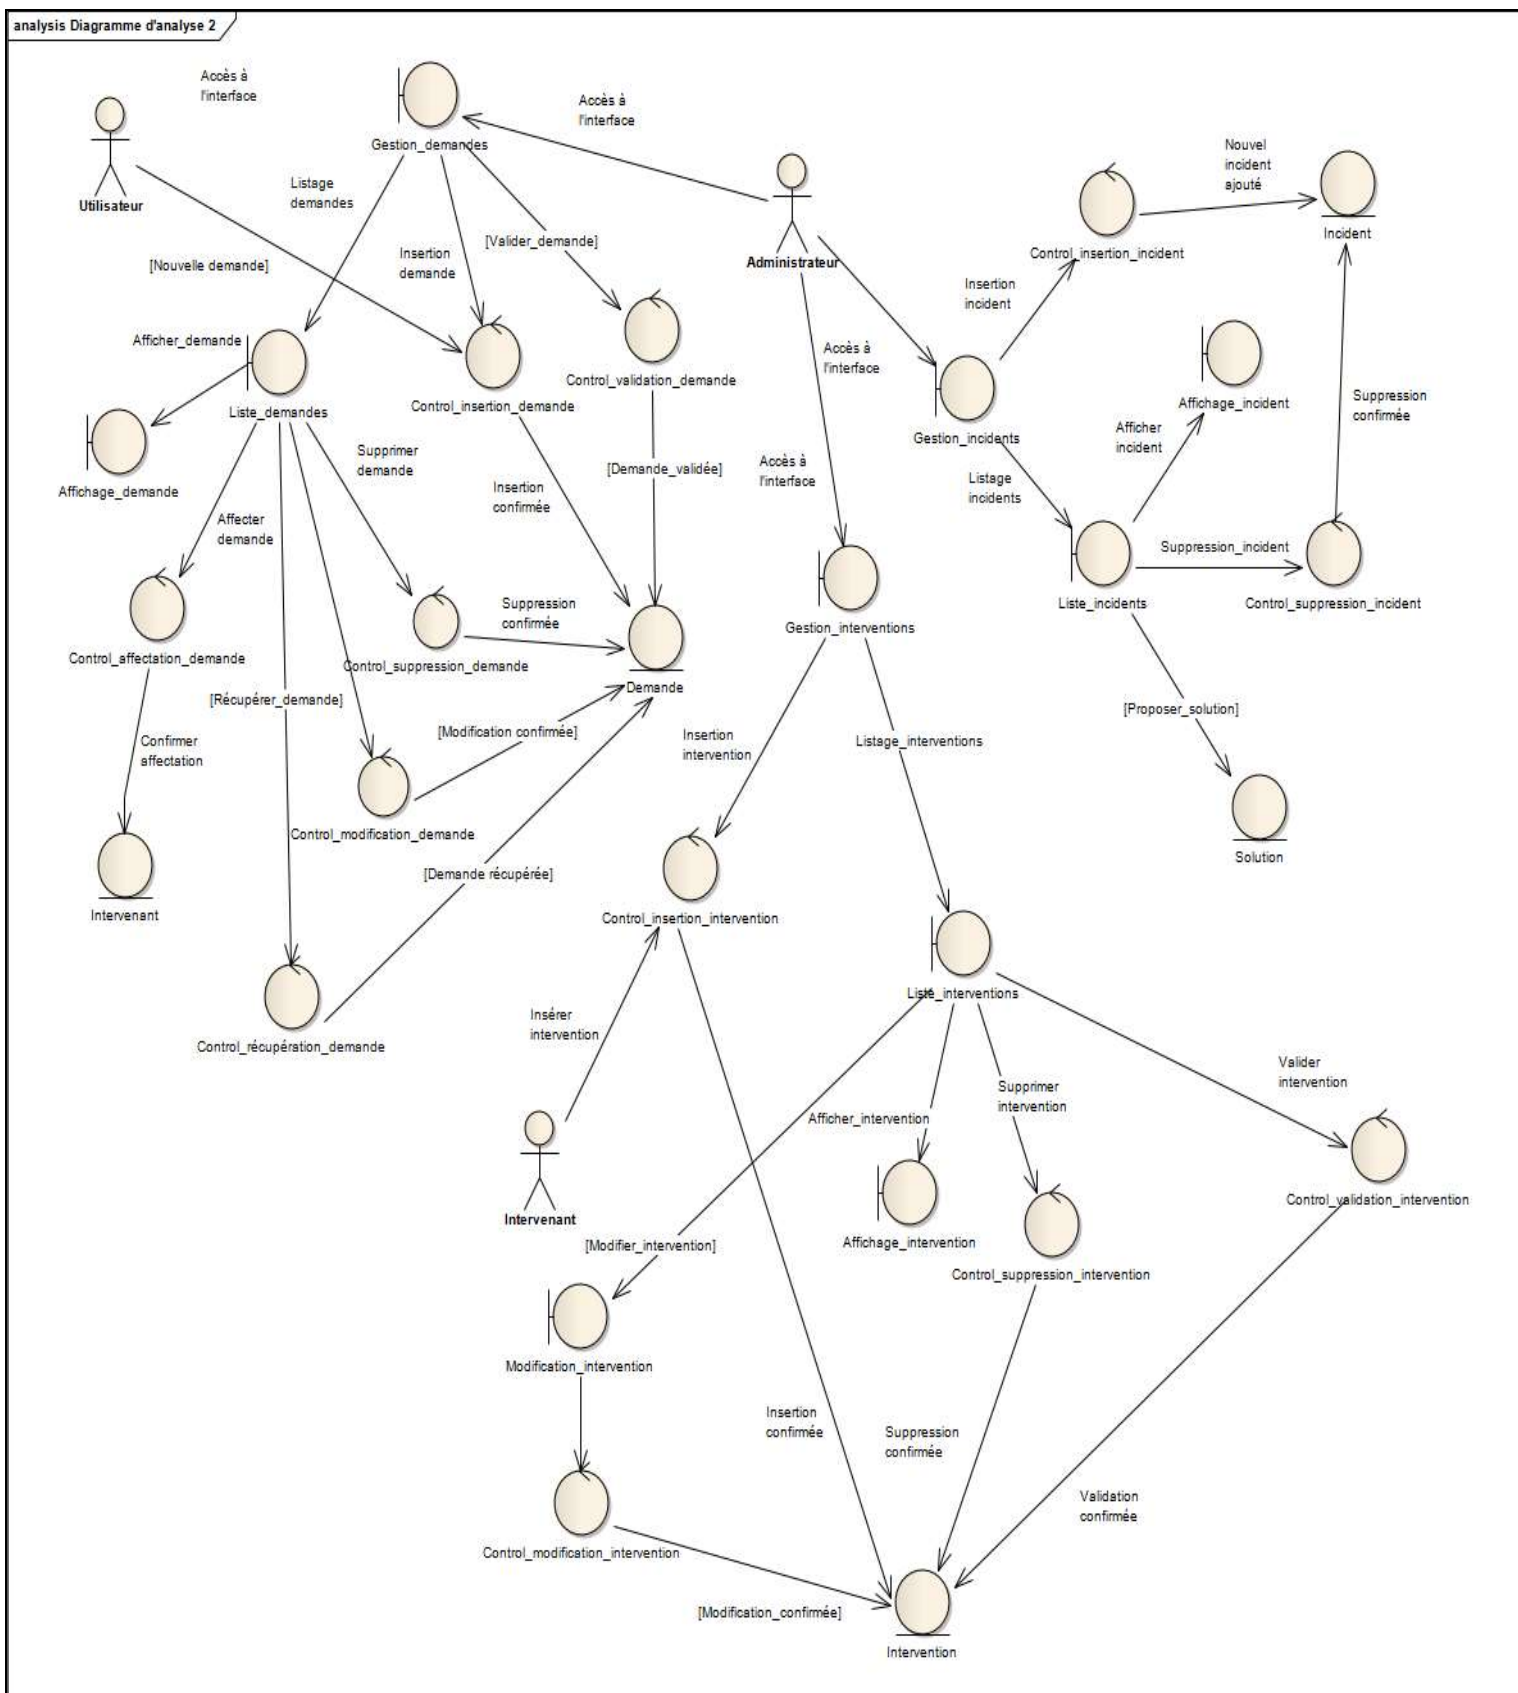 analysis Diagramme d'analyse 2
Accès à
l'interface
Accès à
l'interface
Utilisateur
Gestion_demandes
Listage
demandes
[Nouvelle demande]
Insertion
demande
[Valider_demande]
Administrateur
Nouvel
incident
ajouté
Incident
Control_insertion_incident
Insertion
incident
Afficher_demande
Liste_demandes
Control_insertion_demande
Control_validation_demande
Accès à
l'interface
Gestion_incidents
Affichage_incident
Afficher
incident
Suppression
confirmée
Affichage_demande
Supprimer
demande
Insertion
confirmée
[Demande_validée]
Accès à
l'interface
Listage
incidents
Affecter
demande
Suppression_incident
Liste_incidents
Control_suppression_incident
Control_affectation_demande
Control_suppression_demande
Suppression
confirmée
Demande
Gestion_interventions
[Récupérer_demande]
[Modification confirmée]
[Proposer_solution]
Confirmer
affectation
Insertion
intervention
Listage_interventions
Control_modification_demande
Solution
[Demande récupérée]
Intervenant
Control_insertion_intervention
Liste_interventions
Control_récupération_demande
Insérer
intervention
Valider
intervention
Supprimer
intervention
Afficher_intervention
Intervenant
[Modifier_intervention]
Affichage_intervention
Control_validation_intervention
Control_suppression_intervention
Modification_intervention
Insertion
confirmée
Suppression
confirmée
Validation
confirmée
Control_modification_intervention
[Modification_confirmée]
Intervention